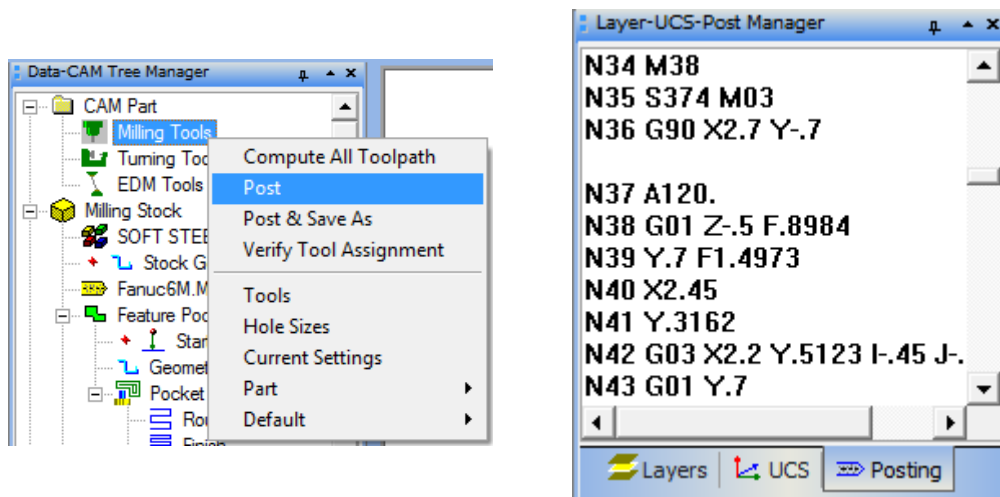 Data-CAM Tree Manager
CAM Part
Milling Tools
Turning Too
EDM Tools
Milling Stock
SOFT STEE
Stock G
Fanuc6M.M
Feature Poc
Star
Geomet
Pocket
Rou
Finish
Compute All Toolpath
Post
Post & Save As
Verify Tool Assignment
Tools
Hole Sizes
Current Settings
Part
Default
Layer-UCS-Post Manager
N34 M38
N35 S374 M03
N36 G90 X2.7 Y-.7
N37 A120.
N38 G01 Z-.5 F.8984
N39 Y.7 F1.4973
N40 X2.45
N41 Y.3162
N42 G03 X2.2 Y.5123 I-.45 J-.
N43 G01 Y.7
Layers UCS Posting